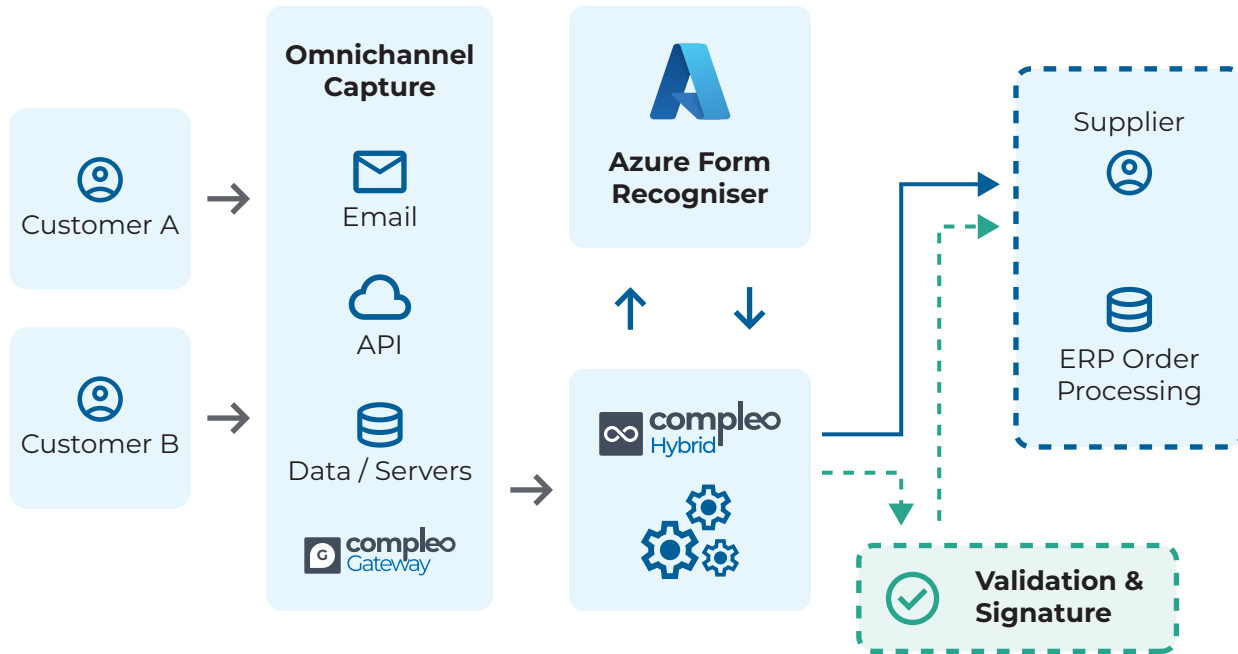 Customer A
Customer B
Omnichannel
Capture
Email
API
Data / Servers
G
compleo
Gateway
Azure Form
Recogniser
compleo
Hybrid
Supplier
ERP Order
Processing
Validation &
Signature